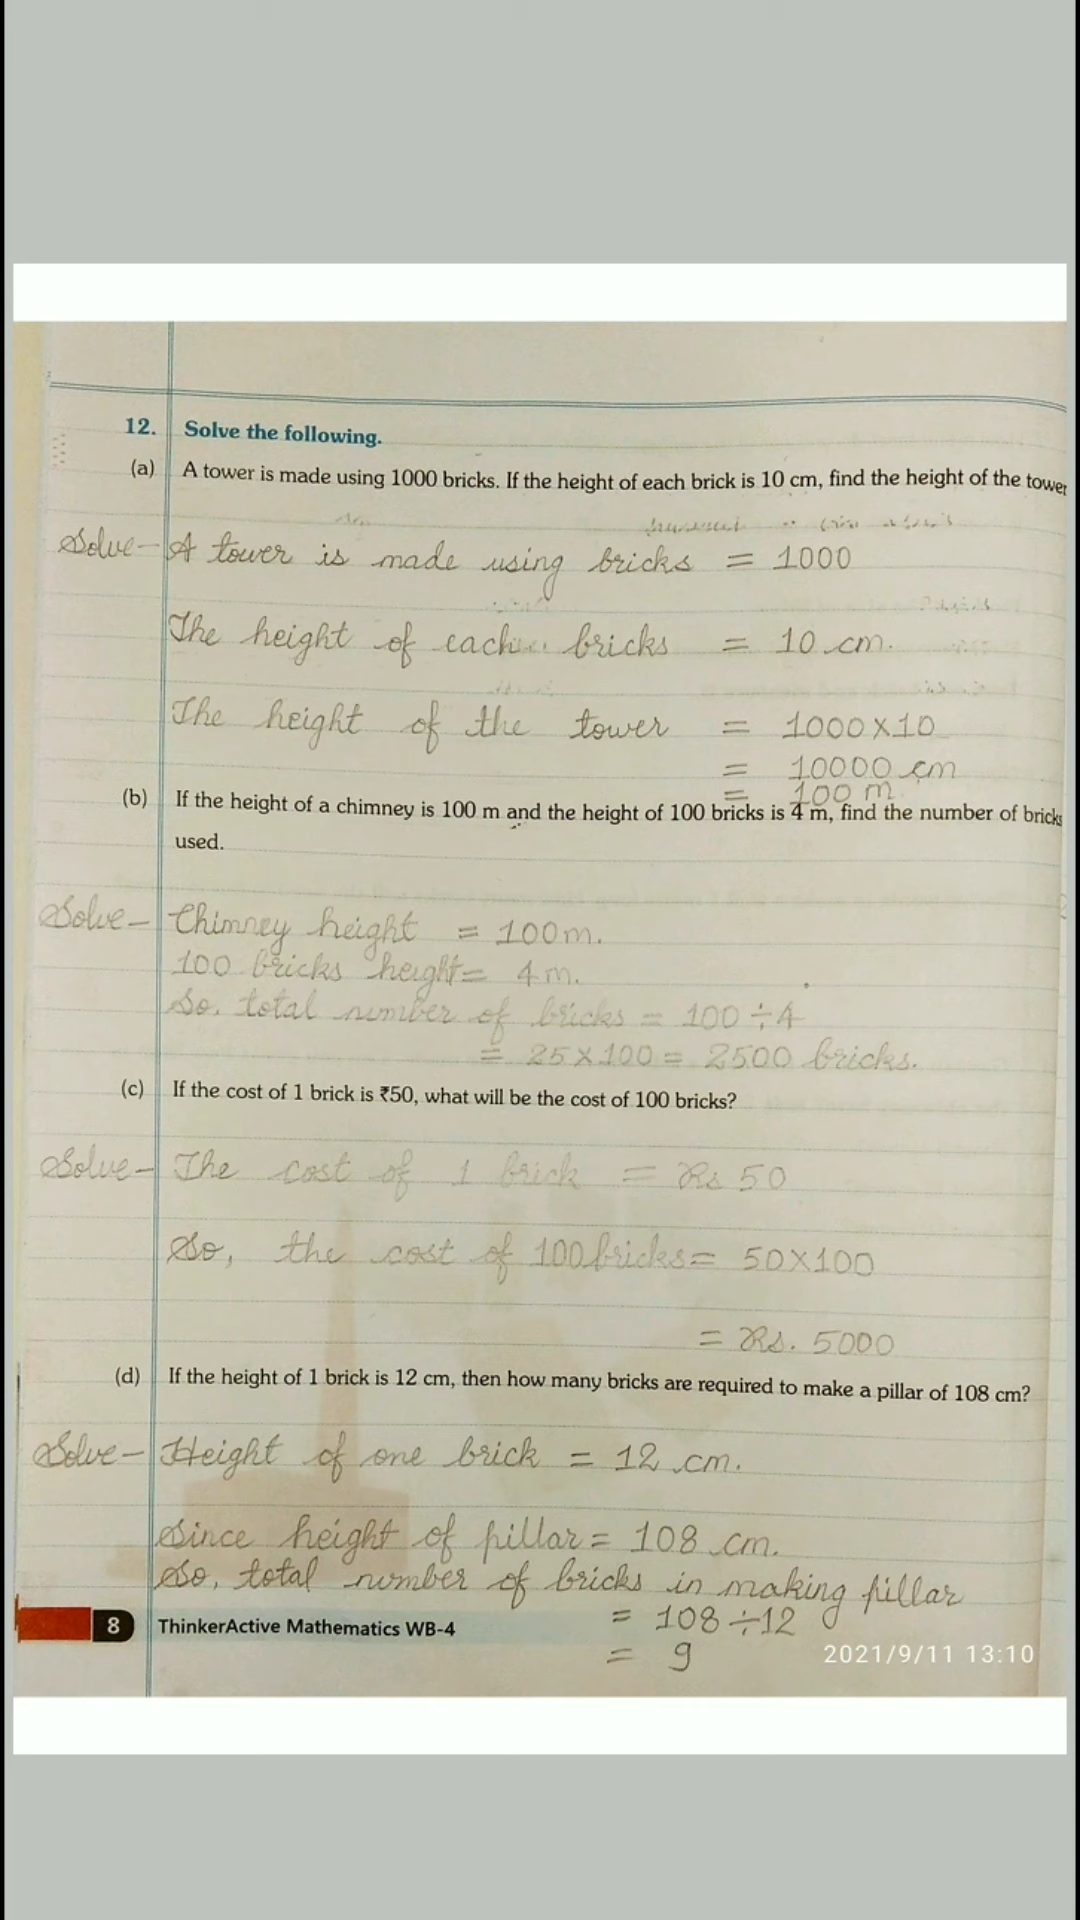 12. Solve the following.
(a) A tower is made using 1000 bricks. If the height of each brick is 10 cm, find the height of the tower
Solve- A tower is made using bricks = 1000
The height of each bricks = 10 cm.
The height of the tower = 1000x10
= 10000 cm
= 100 m
(b) If the height of a chimney is 100 m and the height of 100 bricks is 4 m, find the number of bricks
used.
Solve- Chimney height = 100m.
100 bricks height= 4 m.
So, total number of bricks = 100÷4
= 25x100 = 2500 bricks.
(c) If the cost of 1 brick is ₹50, what will be the cost of 100 bricks?
Solve- The cost of 1 brick = Rs 50
So, the cost of 100 bricks= 50x100
= Rs. 5000
(d) If the height of 1 brick is 12 cm, then how many bricks are required to make a pillar of 108 cm?
Solve- Height of one brick = 12 cm.
Since height of pillar= 108 cm.
So, total number of bricks in making pillar
= 108÷12
= 9
8 ThinkerActive Mathematics WB-4
2021/9/11 13:10